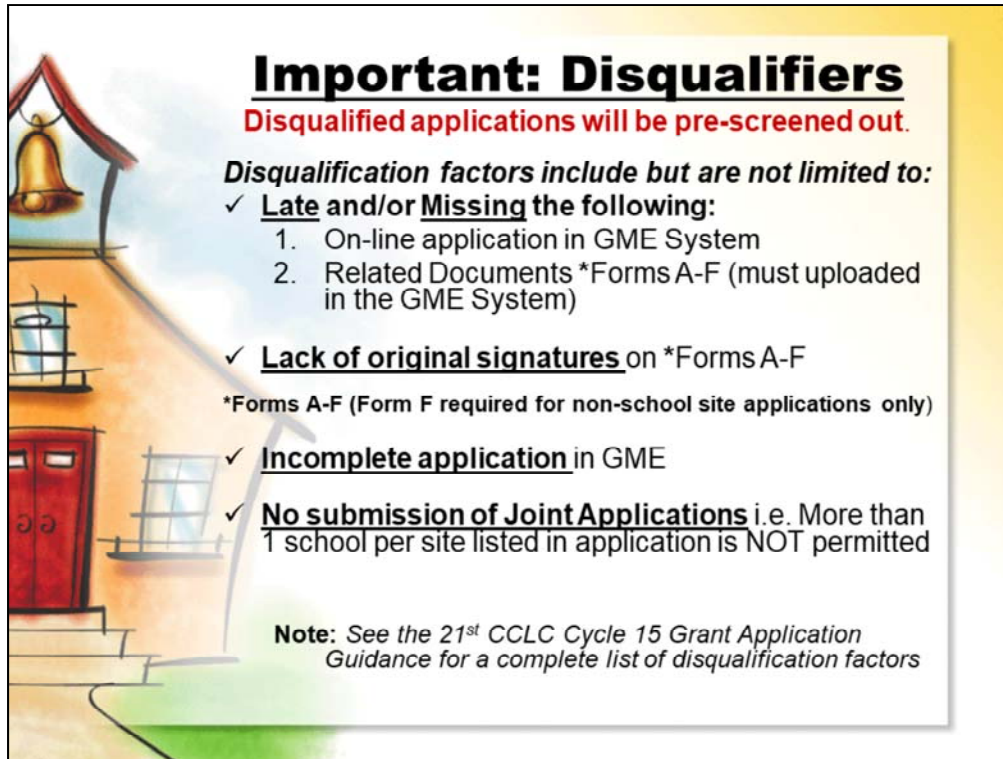 Important: Disqualifiers
Disqualified applications will be pre-screened out.
Disqualification factors include but are not limited to:
✓ Late and/or Missing the following:
1. On-line application in GME System
2. Related Documents *Forms A-F (must uploaded
in the GME System)
✓ Lack of original signatures on *Forms A-F
*Forms A-F (Form F required for non-school site applications only)
✓ Incomplete application in GME
✓ No submission of Joint Applications i.e. More than
1 school per site listed in application is NOT permitted
Note: See the 21st CCLC Cycle 15 Grant Application
Guidance for a complete list of disqualification factors